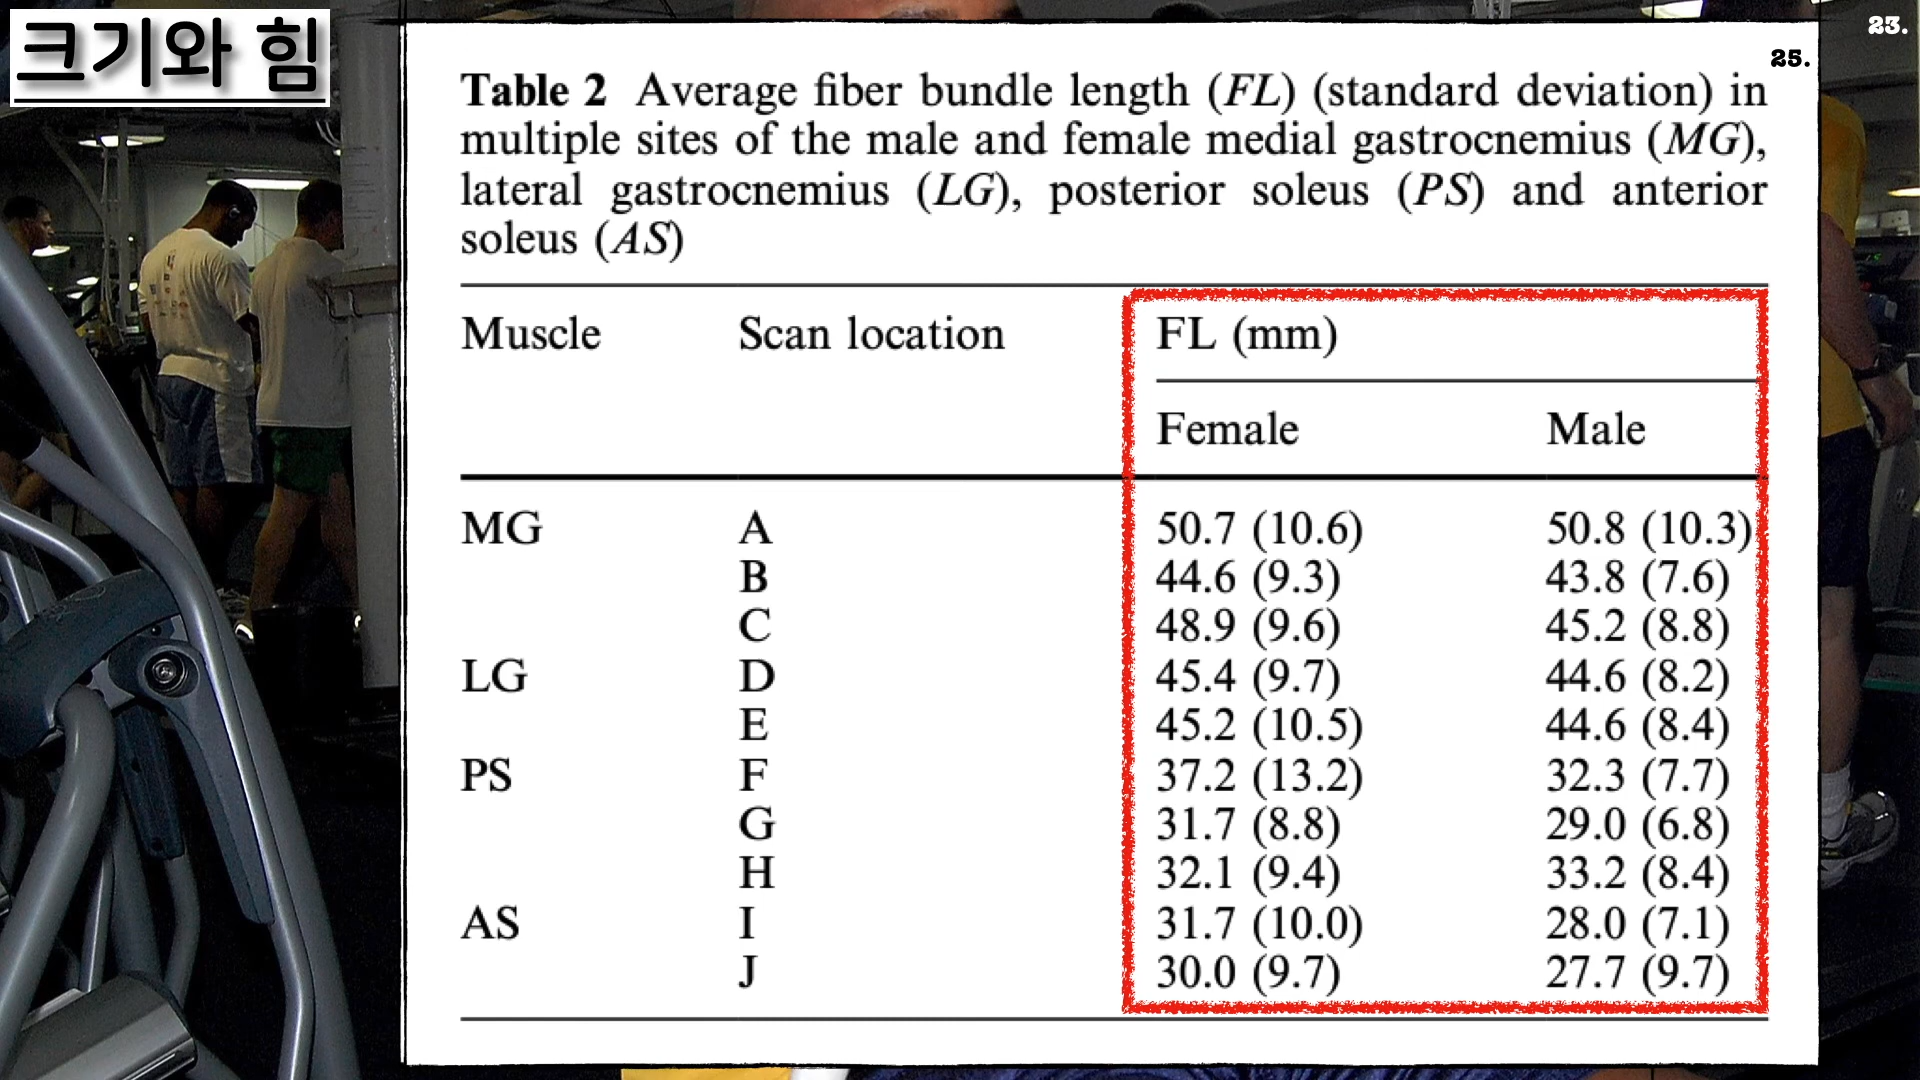 크기와 힘
23.
25.
Table 2 Average fiber bundle length (FL) (standard deviation) in
multiple sites of the male and female medial gastrocnemius (MG),
lateral gastrocnemius (LG), posterior soleus (PS) and anterior
soleus (AS)
Muscle Scan location FL (mm)
Female Male
MG A 50.7 (10.6) 50.8 (10.3)
B 44.6 (9.3) 43.8 (7.6)
C 48.9 (9.6) 45.2 (8.8)
LG D 45.4 (9.7) 44.6 (8.2)
E 45.2 (10.5) 44.6 (8.4)
PS F 37.2 (13.2) 32.3 (7.7)
G 31.7 (8.8) 29.0 (6.8)
H 32.1 (9.4) 33.2 (8.4)
AS I 31.7 (10.0) 28.0 (7.1)
J 30.0 (9.7) 27.7 (9.7)